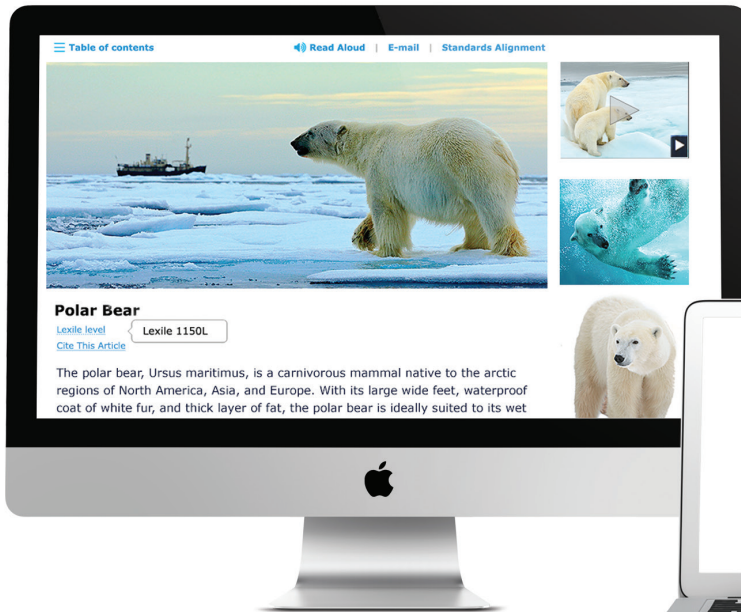 Table of contents
Read Aloud | E-mail | Standards Alignment
Polar Bear
Lexile level
Lexile 1150L
Cite This Article
The polar bear, Ursus maritimus, is a carnivorous mammal native to the arctic
regions of North America, Asia, and Europe. With its large wide feet, waterproof
coat of white fur, and thick layer of fat, the polar bear is ideally suited to its wet